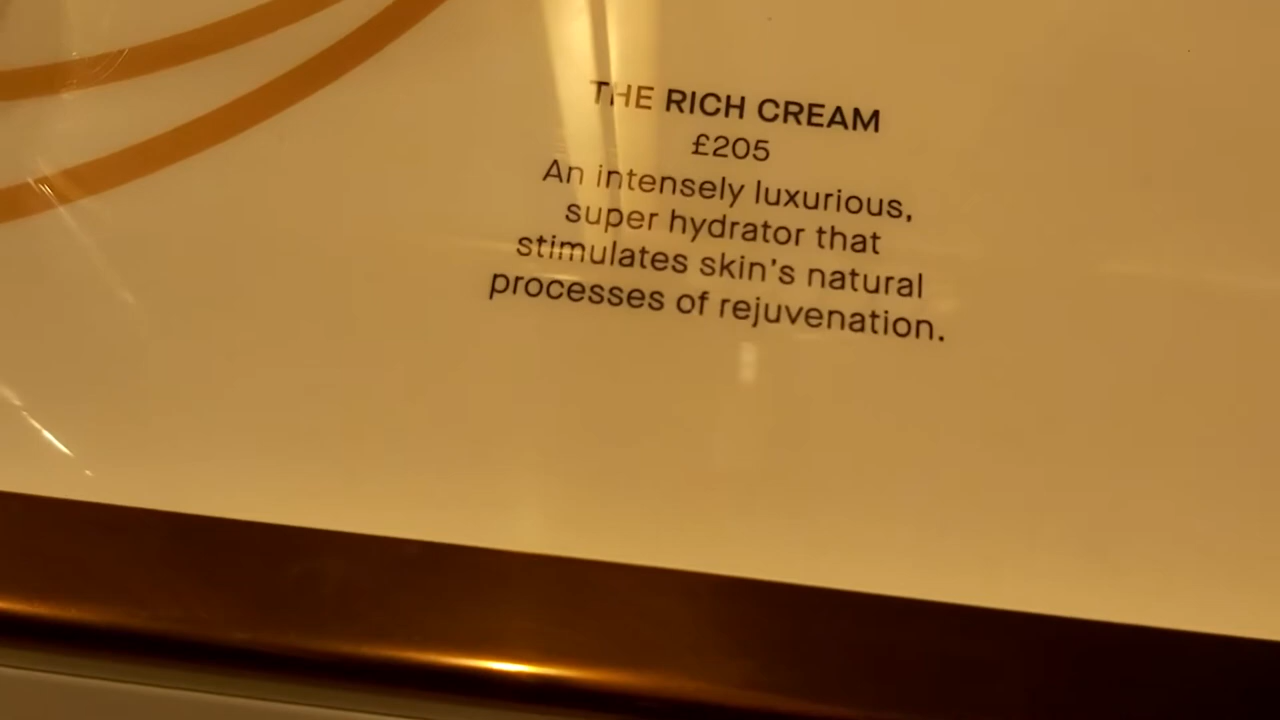 THE RICH CREAM
£205
An intensely luxurious,
super hydrator that
stimulates skin's natural
processes of rejuvenation.